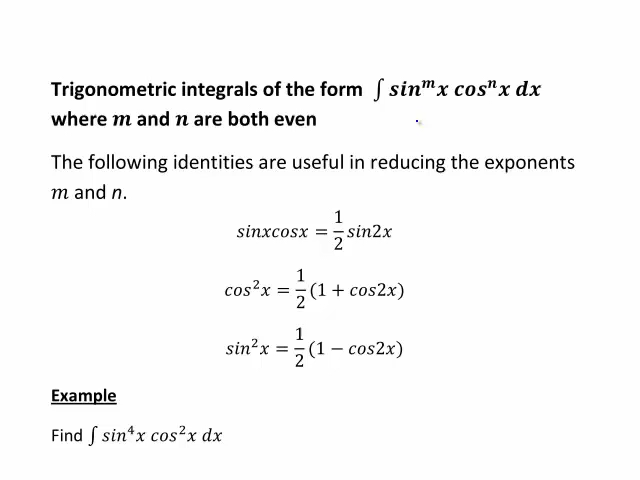 Trigonometric integrals of the form ∫ sinᵐx cosⁿx dx
where m and n are both even
The following identities are useful in reducing the exponents
m and n.
sinxcosx = 1/2 sin2x
cos²x = 1/2 (1 + cos2x)
sin²x = 1/2 (1 − cos2x)
Example
Find ∫ sin⁴x cos²x dx